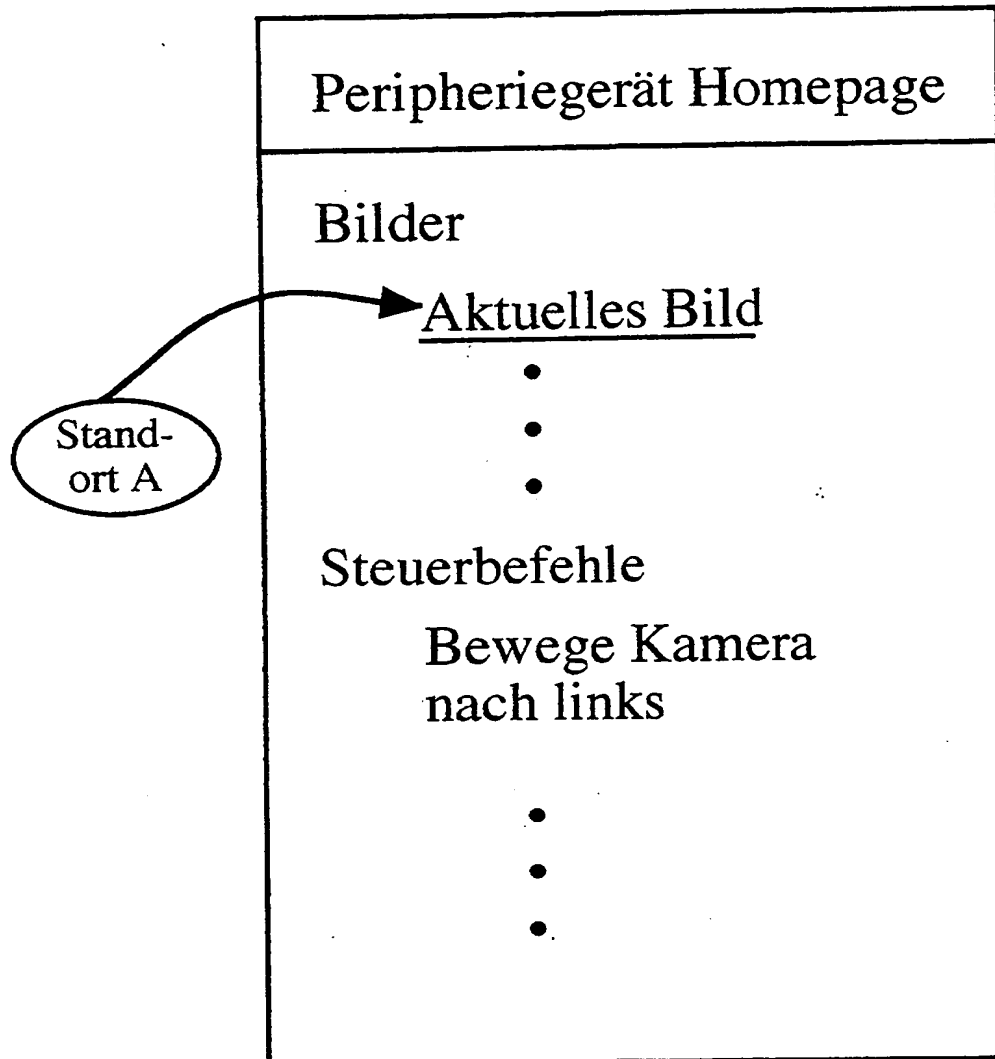 Peripheriegerät Homepage
Bilder
Aktuelles Bild
Stand-
ort A
Steuerbefehle
Bewege Kamera
nach links